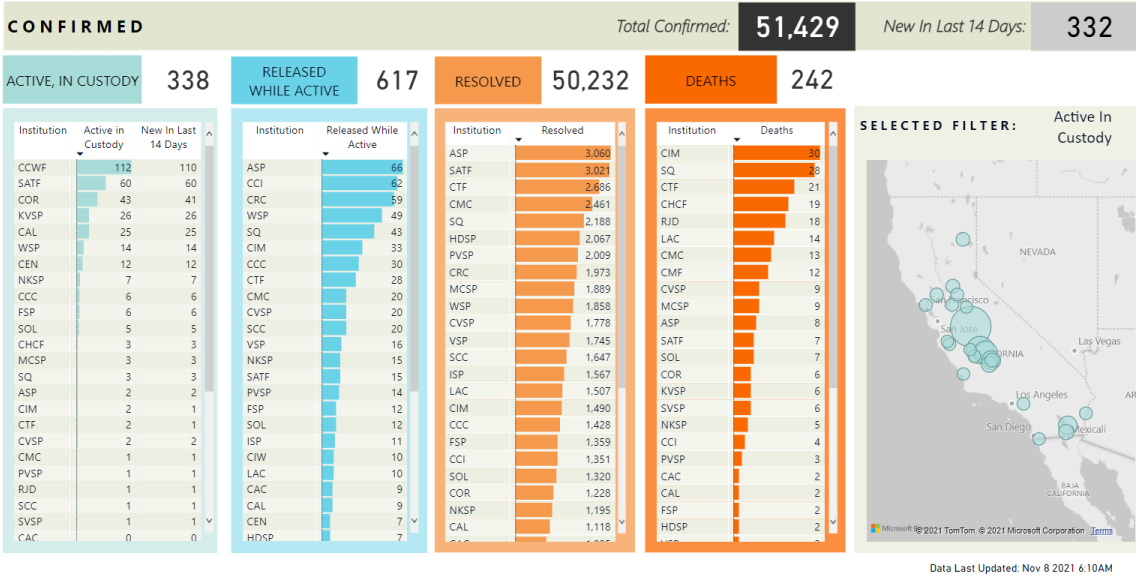 CONFIRMED
Total Confirmed: 51,429
New In Last 14 Days: 332
ACTIVE, IN CUSTODY 338
RELEASED WHILE ACTIVE 617
RESOLVED 50,232
DEATHS 242
Institution Active in Custody New In Last 14 Days
CCWF 112 110
SATF 60 60
COR 43 41
KVSP 26 26
CAL 25 25
WSP 14 14
CEN 12 12
NKSP 7 7
CCC 6 6
FSP 6 6
SOL 5 5
CHCF 3 3
MCSP 3 3
SQ 3 3
ASP 2 2
CIM 2 1
CTF 2 1
CVSP 2 2
CMC 1 1
PVSP 1 1
RJD 1 1
SCC 1 1
SVSP 1 1
CAC 0 0
Institution Released While Active
ASP 66
CCI 62
CRC 59
WSP 49
SQ 43
CIM 33
CCC 30
CTF 28
CMC 20
CVSP 20
SCC 20
VSP 16
NKSP 15
SATF 15
PVSP 14
FSP 12
SOL 12
ISP 11
CIW 10
LAC 10
CAC 9
CAL 9
CEN 7
HDSP 7
Institution Resolved
ASP 3,060
SATF 3,021
CTF 2,686
CMC 2,461
SQ 2,188
HDSP 2,067
PVSP 2,009
CRC 1,973
MCSP 1,889
WSP 1,858
CVSP 1,778
VSP 1,745
SCC 1,647
ISP 1,567
LAC 1,507
CIM 1,490
CCC 1,428
FSP 1,359
CCI 1,351
SOL 1,320
COR 1,228
NKSP 1,195
CAL 1,118
Institution Deaths
CIM 30
SQ 28
CTF 21
CHCF 19
RJD 18
LAC 14
CMC 13
CMF 12
CVSP 9
MCSP 9
ASP 8
SATF 7
SOL 7
COR 6
KVSP 6
SVSP 6
NKSP 5
CCI 4
PVSP 3
CAC 2
CAL 2
FSP 2
HDSP 2
SELECTED FILTER: Active In Custody
NEVADA
San Francisco
San Jose
Las Vegas
Los Angeles
AR
San Diego
Mexicali
BAJA
CALIFORNIA
© 2021 TomTom, © 2021 Microsoft Corporation Terms
Data Last Updated: Nov 8 2021 6:10AM